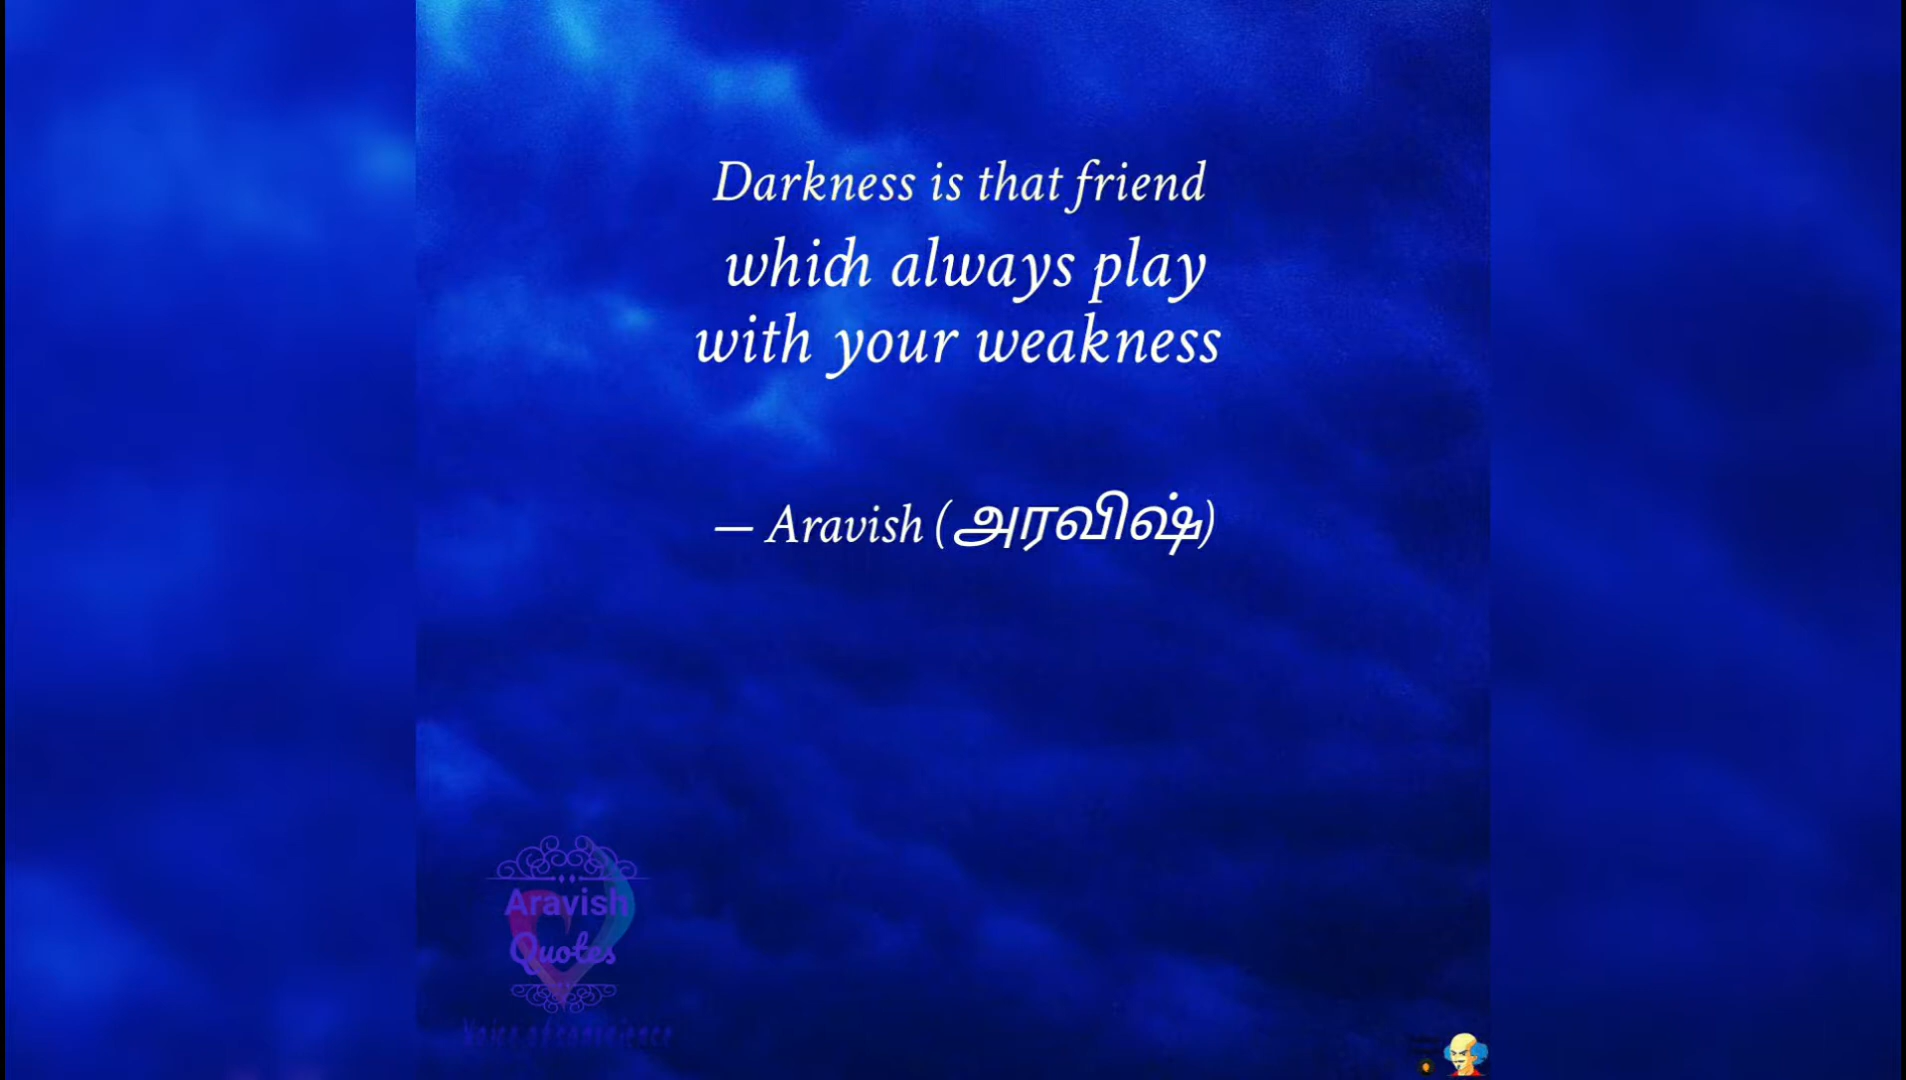 Darkness is that friend
which always play
with your weakness
— Aravish (அரவிஷ்)
Aravish
Quotes